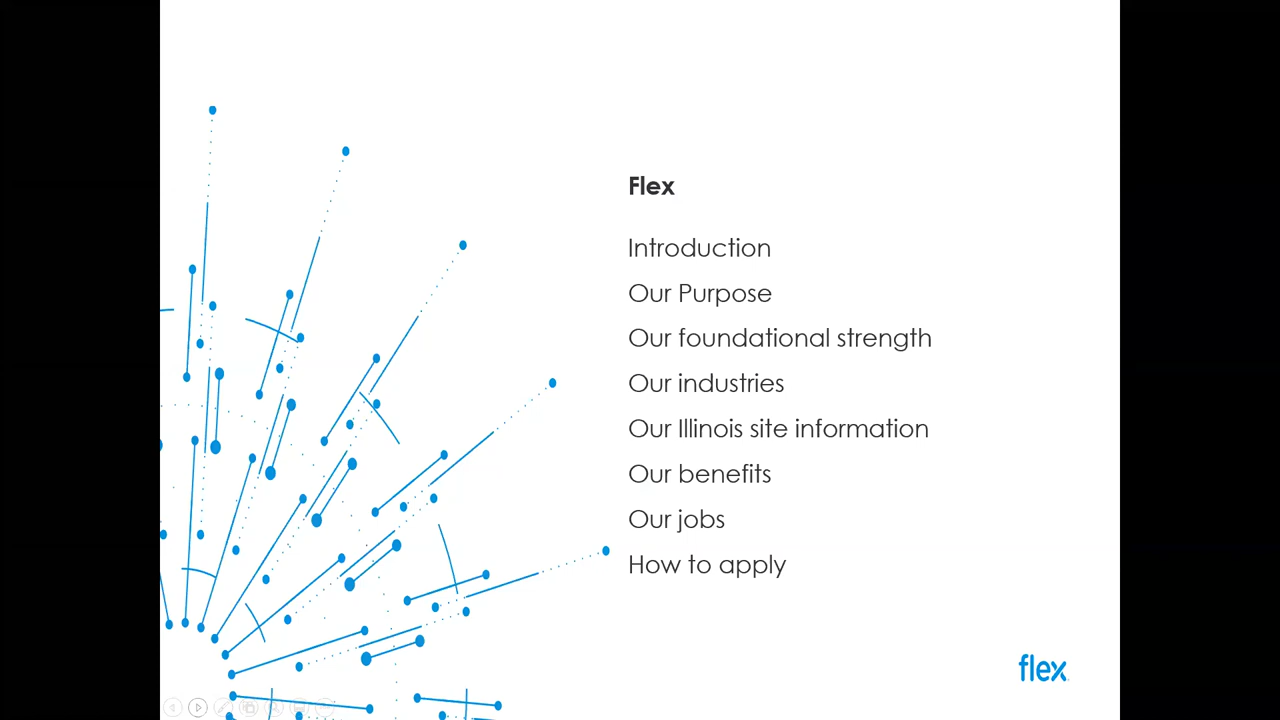 Flex
Introduction
Our Purpose
Our foundational strength
Our industries
Our Illinois site information
Our benefits
Our jobs
How to apply
flex